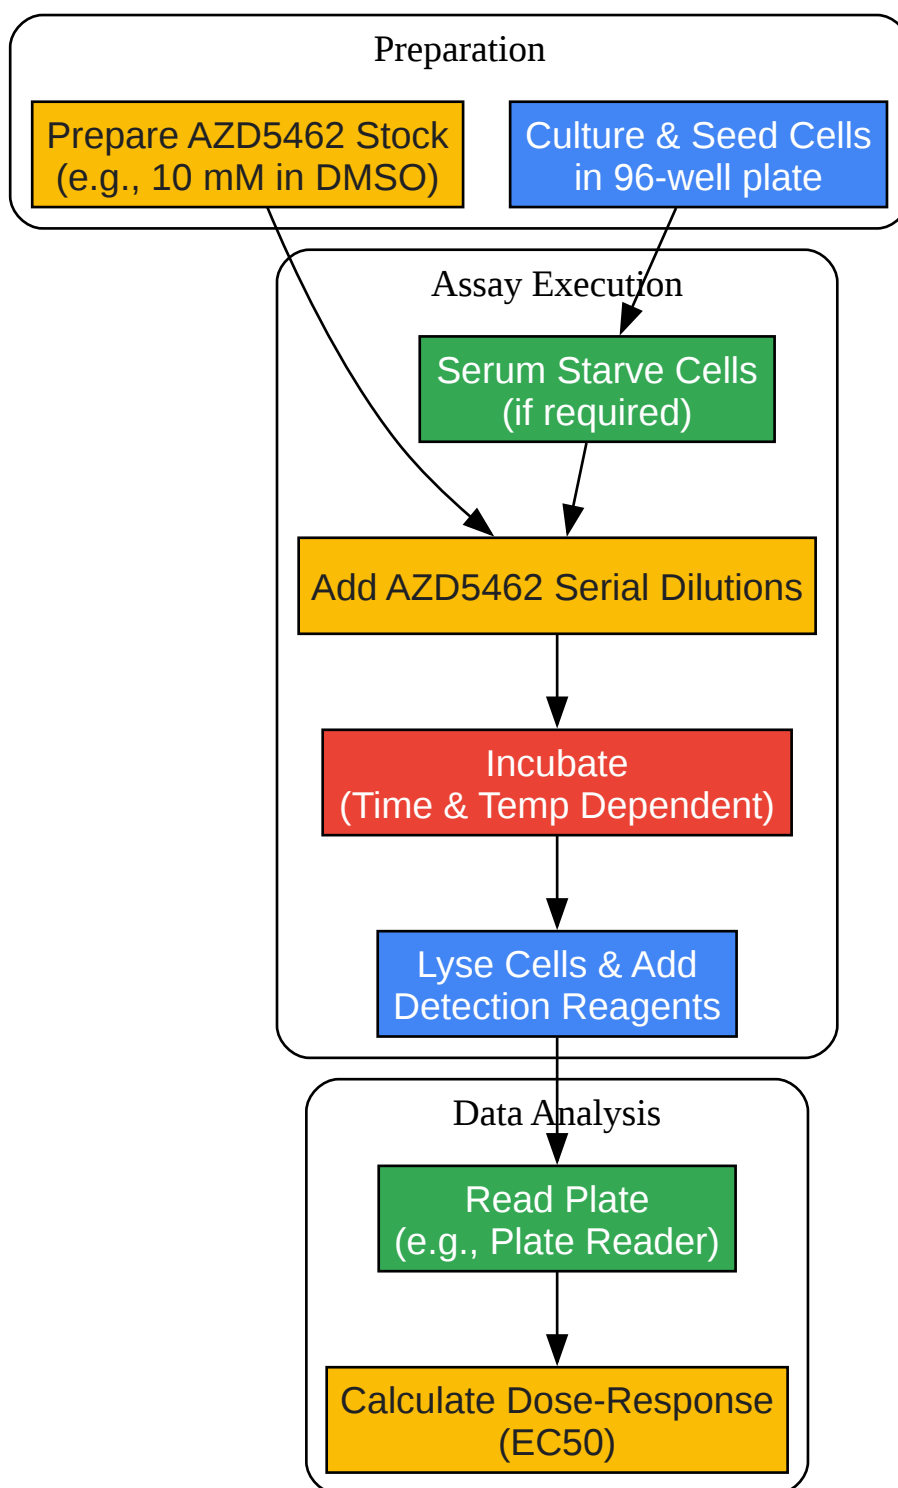 Preparation
Prepare AZD5462 Stock
(e.g., 10 mM in DMSO)
Culture & Seed Cells
in 96-well plate
Assay Execution
Serum Starve Cells
(if required)
Add AZD5462 Serial Dilutions
Incubate
(Time & Temp Dependent)
Lyse Cells & Add
Detection Reagents
Data Analysis
Read Plate
(e.g., Plate Reader)
Calculate Dose-Response
(EC50)